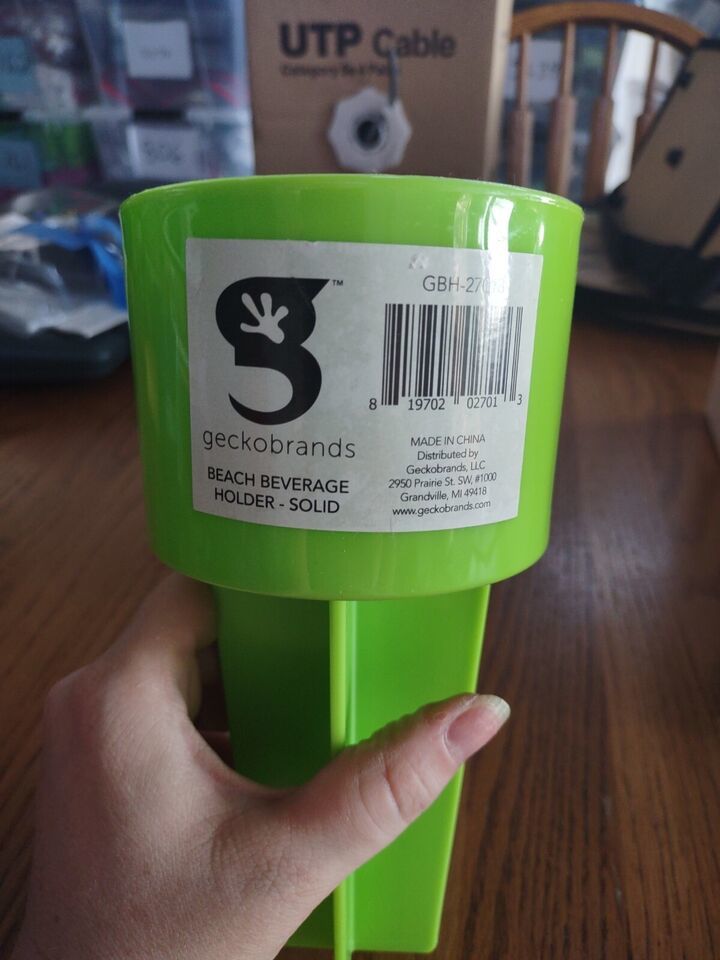 UTP Cable
™
geckobrands
BEACH BEVERAGE
HOLDER - SOLID
8 19702 02701 3
MADE IN CHINA
Distributed by
Geckobrands, LLC
2950 Prairie St. SW, #1000
Grandville, MI 49418
www.geckobrands.com